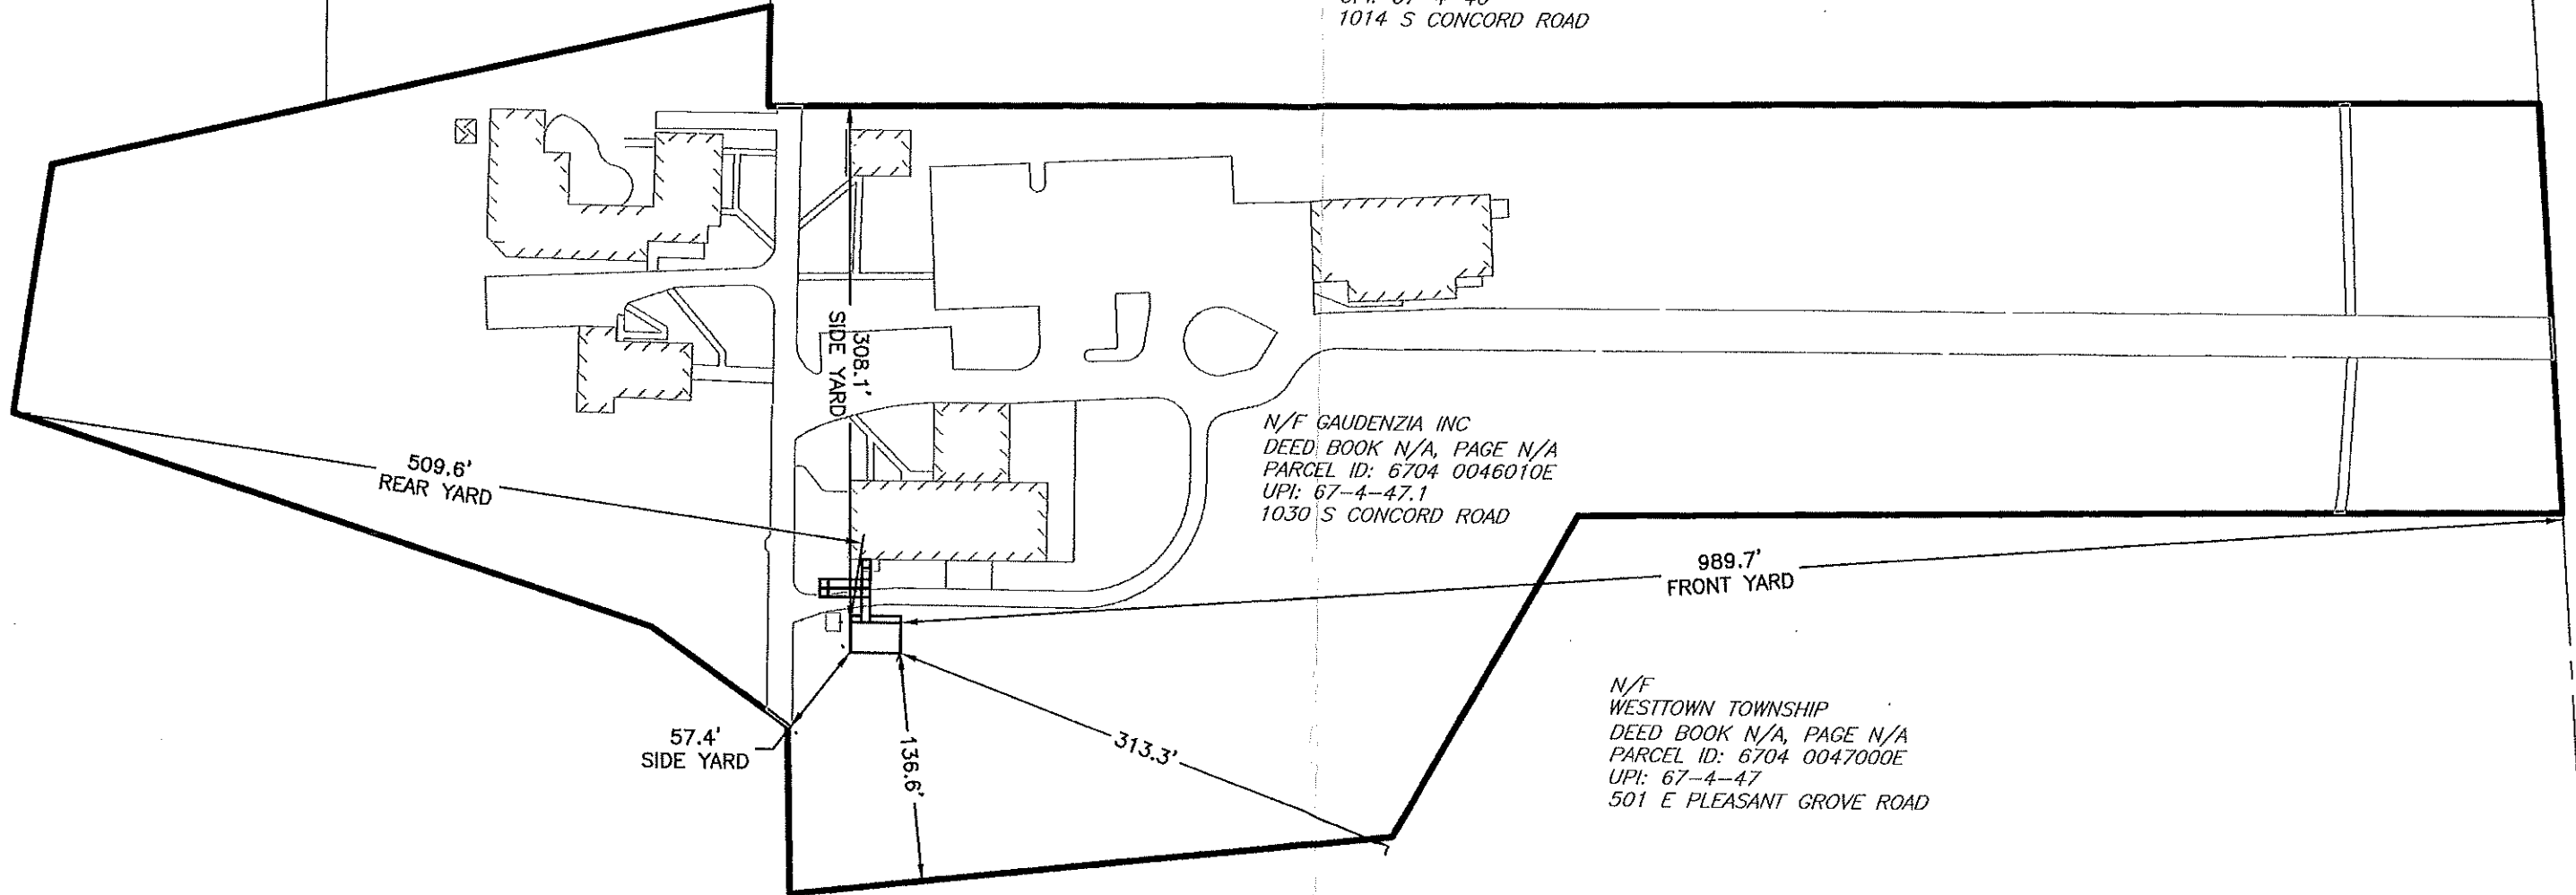 1014 S CONCORD ROAD
308.1'
SIDE YARD
509.6'
REAR YARD
N/F GAUDENZIA INC
DEED BOOK N/A, PAGE N/A
PARCEL ID: 6704 0046010E
UPI: 67-4-47.1
1030 S CONCORD ROAD
989.7'
FRONT YARD
57.4'
SIDE YARD
136.6'
313.3'
N/F
WESTTOWN TOWNSHIP
DEED BOOK N/A, PAGE N/A
PARCEL ID: 6704 0047000E
UPI: 67-4-47
501 E PLEASANT GROVE ROAD